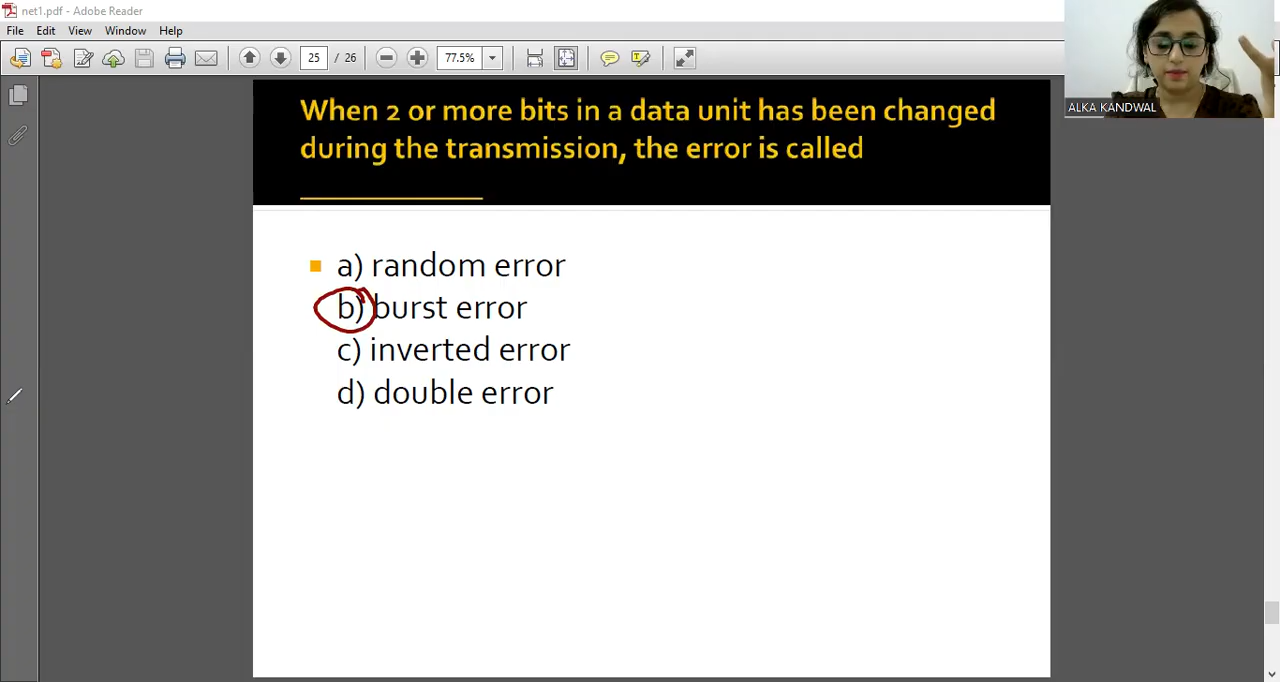 net1.pdf - Adobe Reader
File Edit View Window Help
25 / 26 77.5%
ALKA KANDWAL
When 2 or more bits in a data unit has been changed
during the transmission, the error is called
____________
a) random error
b) burst error
c) inverted error
d) double error